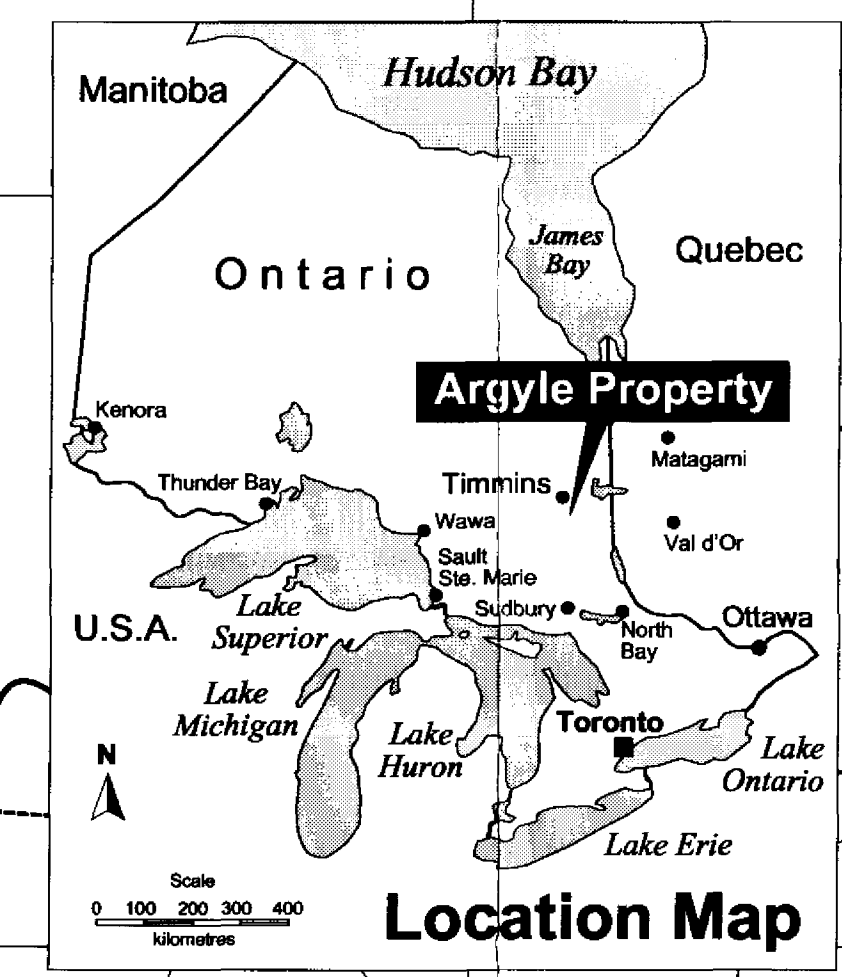 Hudson Bay
Manitoba
James
Bay
Quebec
Ontario
Argyle Property
Kenora
Matagami
Thunder Bay
Timmins
Wawa
Val d'Or
Sault
Ste. Marie
Sudbury
Lake
Superior
U.S.A.
North
Bay
Ottawa
Lake
Michigan
Toronto
Lake
Huron
Lake
Ontario
N
Lake Erie
Scale
0 100 200 300 400
kilometres
Location Map